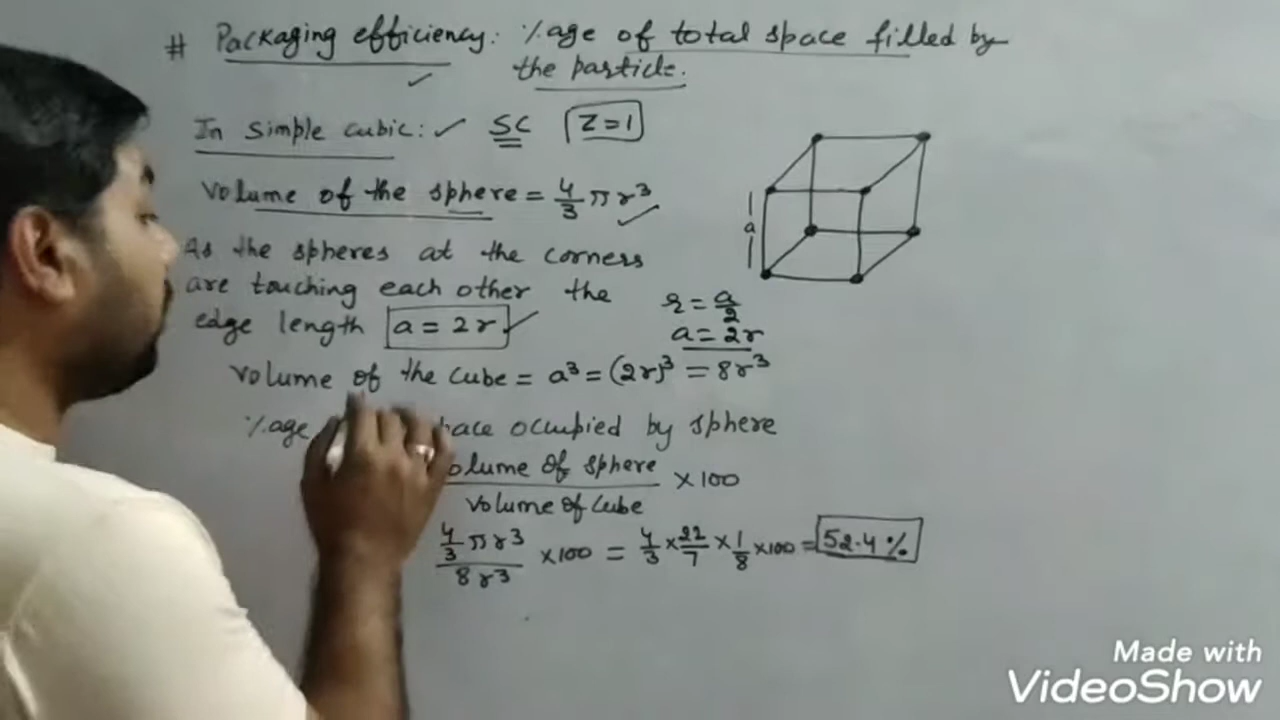 # Packaging efficiency: %age of total space filled by
the particle.
In simple cubic: ✓ SC Z=1
Volume of the sphere = 4/3 πr³
As the spheres at the corners
are touching each other the
edge length a = 2r
a
r = a/2
a = 2r
Volume of the cube = a³ = (2r)³ = 8r³
%age space occupied by sphere
volume of sphere / volume of cube × 100
4/3 πr³ / 8r³ × 100 = 4/3 × 22/7 × 1/8 × 100 = 52.4 %
Made with
VideoShow